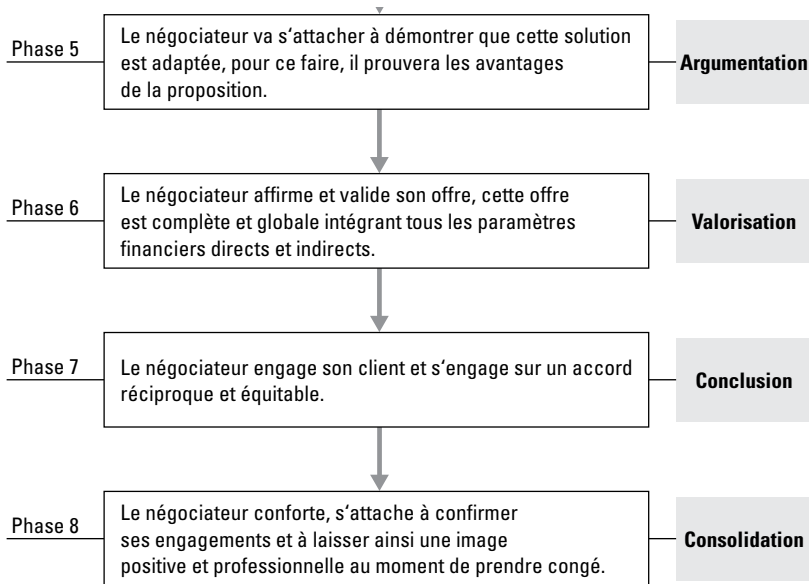 Phase 5
Le négociateur va s‘attacher à démontrer que cette solution
est adaptée, pour ce faire, il prouvera les avantages
de la proposition.
Argumentation
Phase 6
Le négociateur affirme et valide son offre, cette offre
est complète et globale intégrant tous les paramètres
financiers directs et indirects.
Valorisation
Phase 7
Le négociateur engage son client et s‘engage sur un accord
réciproque et équitable.
Conclusion
Phase 8
Le négociateur conforte, s‘attache à confirmer
ses engagements et à laisser ainsi une image
positive et professionnelle au moment de prendre congé.
Consolidation